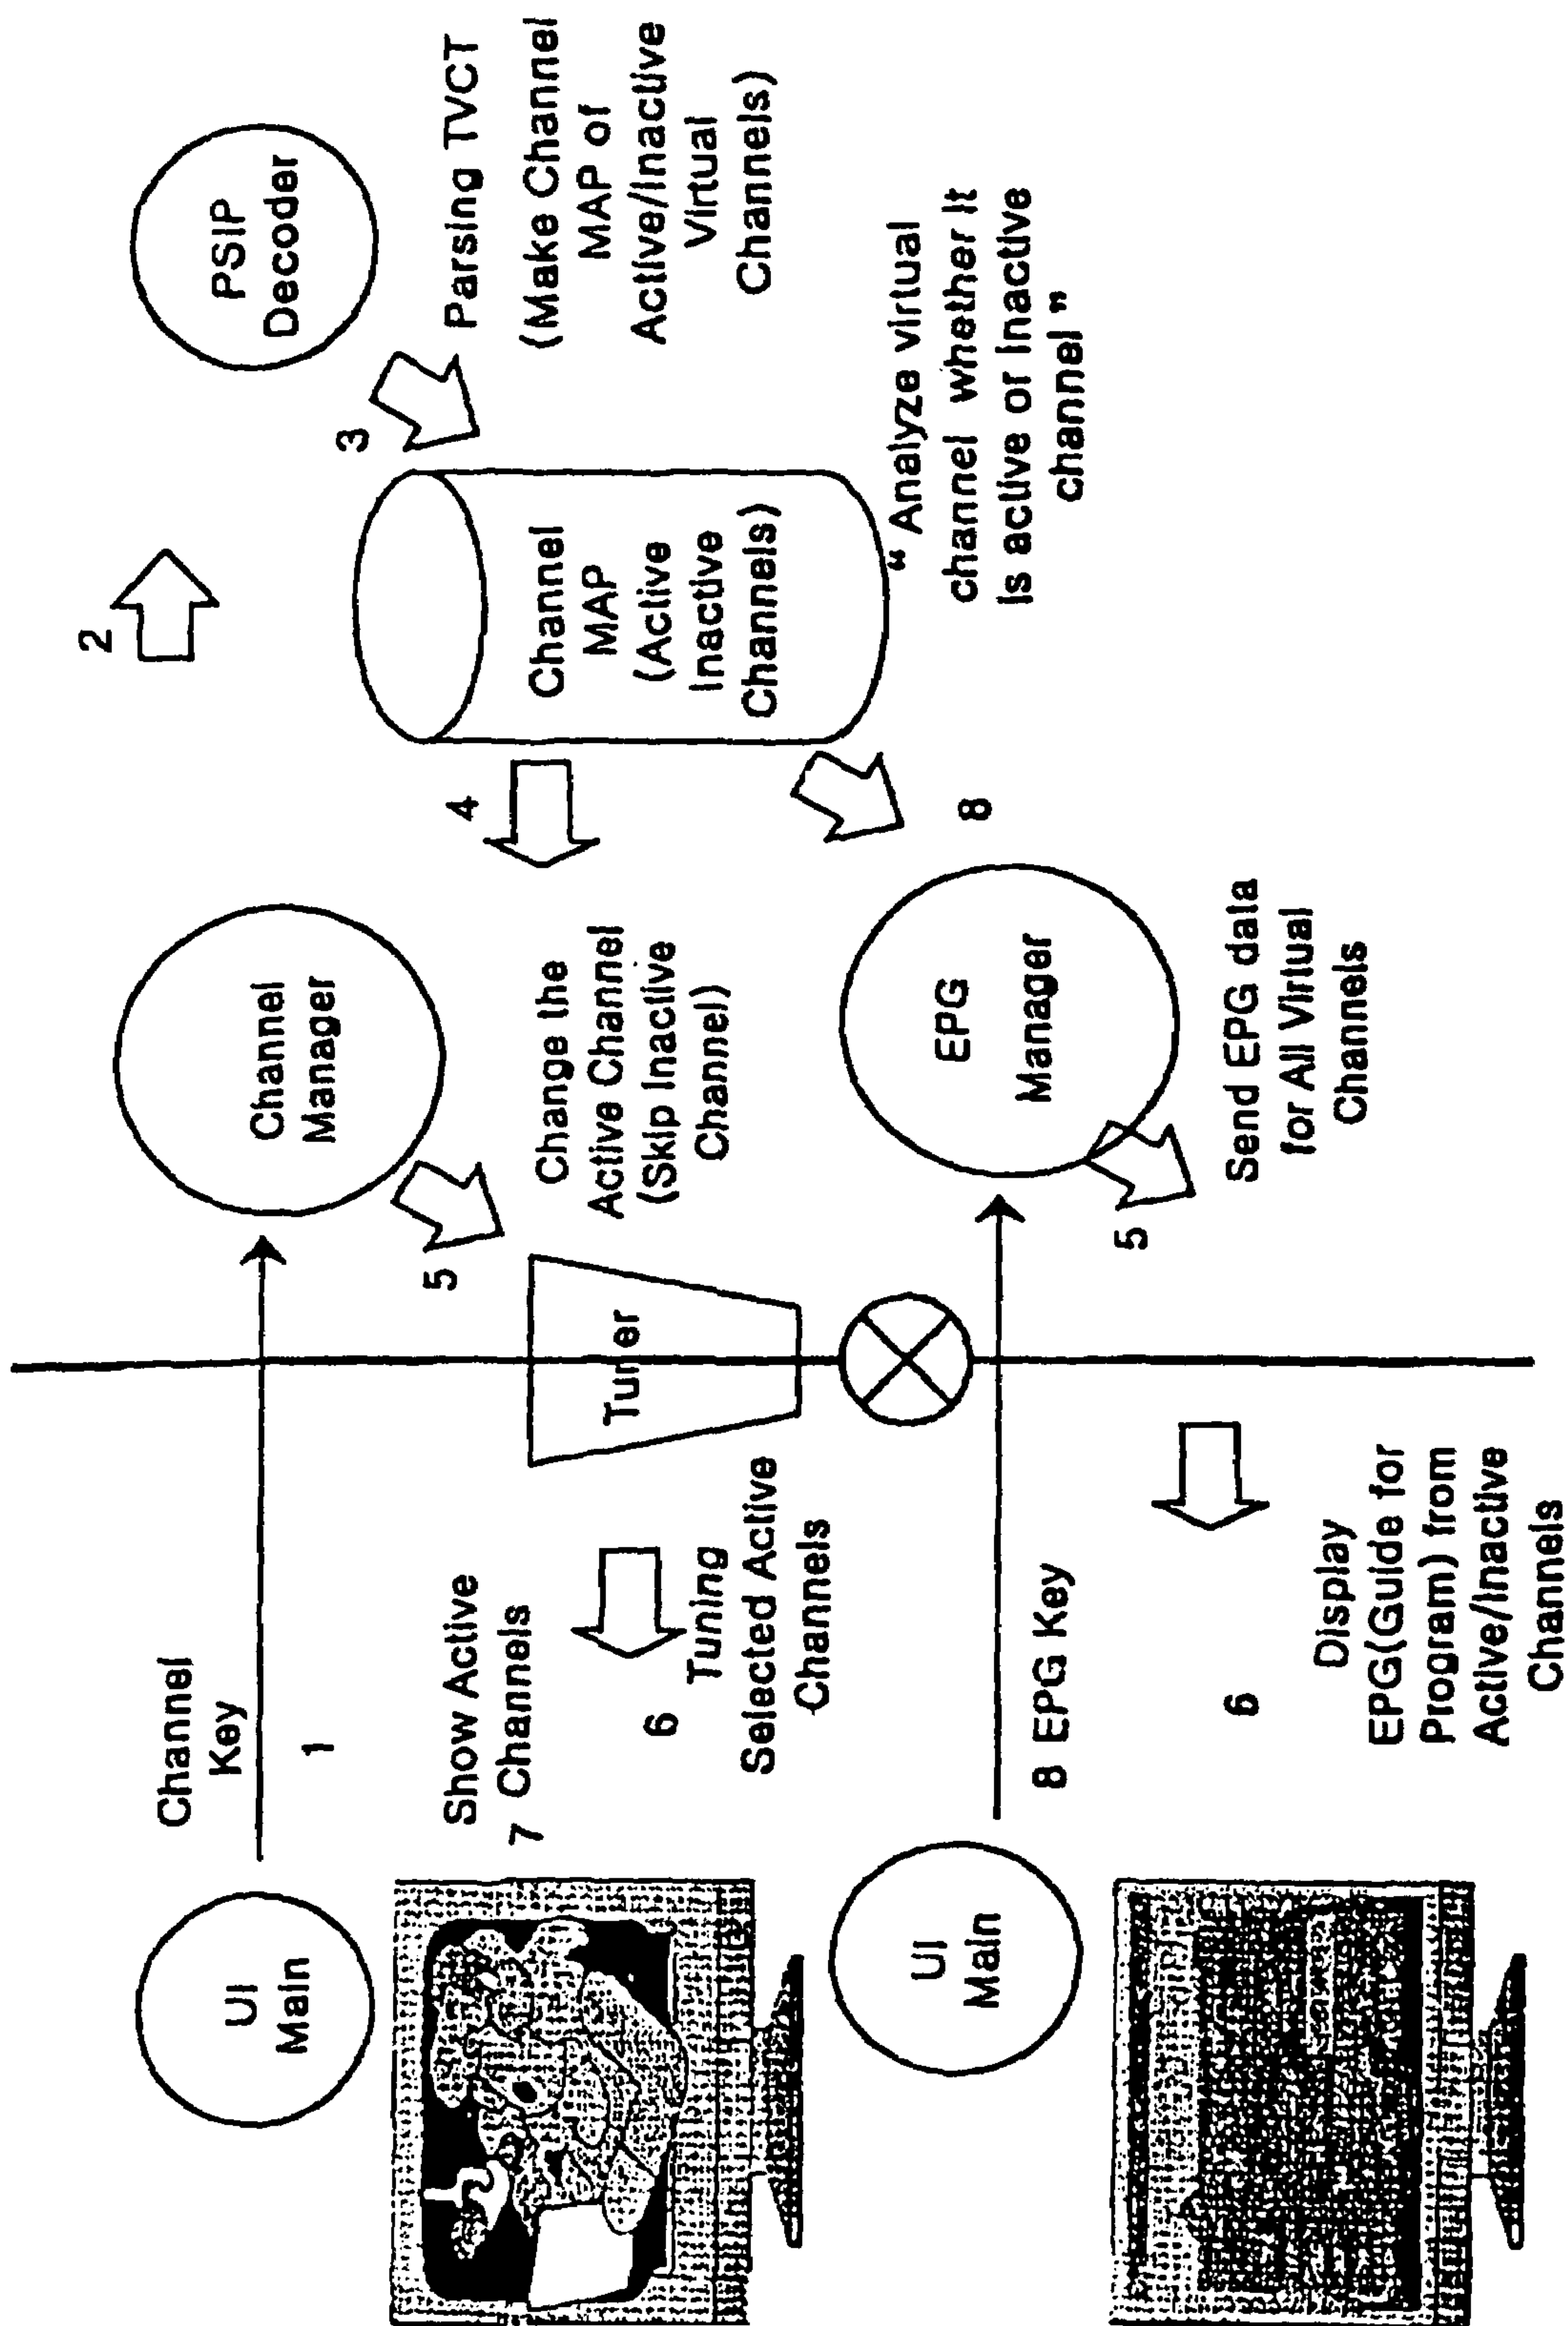 UI
Main
Channel
Key
1
Channel
Manager
2
PSIP
Decoder
3
Parsing TVCT
(Make Channel
MAP of
Active/Inactive
Virtual
Channels)
Channel
MAP
(Active
Inactive
Channels)
4
Change the
Active Channel
(Skip Inactive
Channel)
5
Tuner
Show Active
7 Channels
6
Tuning
Selected Active
Channels
“ Analyze virtual
channel whether it
is active or inactive
channel ”
8
UI
Main
8 EPG Key
EPG
Manager
5
Send EPG data
for All Virtual
Channels
6
Display
EPG(Guide for
Program) from
Active/Inactive
Channels